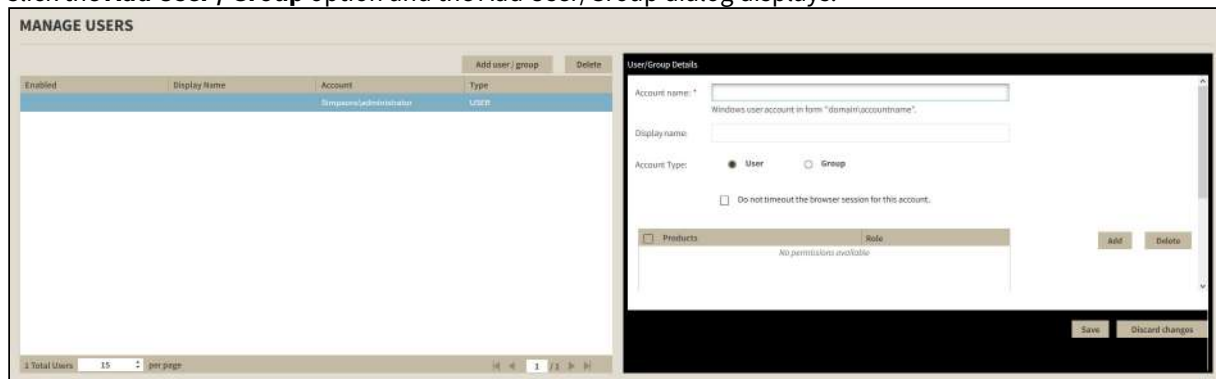 click the Add User / Group option and the Add User/Group dialog displays.
MANAGE USERS
Add user / group Delete
Enabled Display Name Account Type
Simpsons\administrator USER
1 Total Users 15 per page 1 / 1
User/Group Details
Account name: *
Windows user account in form "domain\accountname".
Display name:
Account Type: User Group
Do not timeout the browser session for this account.
Products Role
No permissions available
Add Delete
Save Discard changes